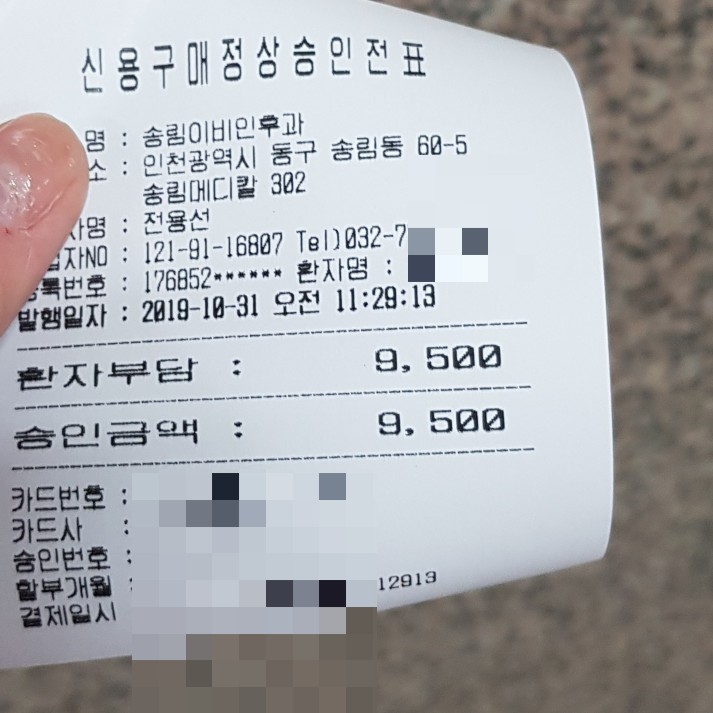 신용구매정상승인전표
명 : 송림이비인후과
소 : 인천광역시 동구 송림동 60-5
송림메디칼 302
자명 : 전용선
업자NO : 121-91-16807 Tel)032-7
등록번호 : 176852****** 환자명 :
발행일자 : 2019-10-31 오전 11:29:13
환자부담 : 9,500
승인금액 : 9,500
카드번호 :
카드사 :
승인번호 :
할부개월 :
결제일시 12913